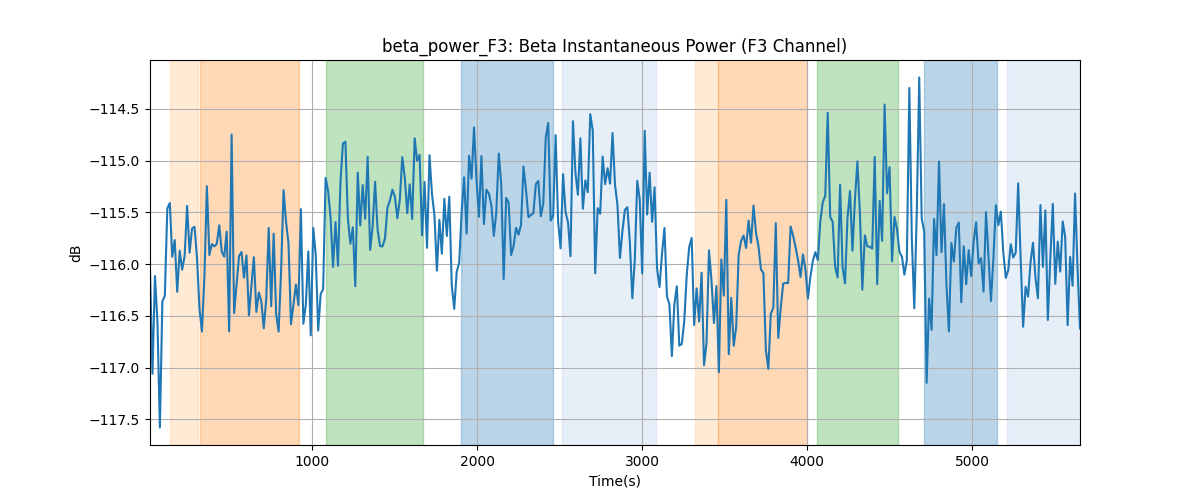 beta_power_F3: Beta Instantaneous Power (F3 Channel)
dB
−114.5
−115.0
−115.5
−116.0
−116.5
−117.0
−117.5
1000 2000 3000 4000 5000
Time(s)